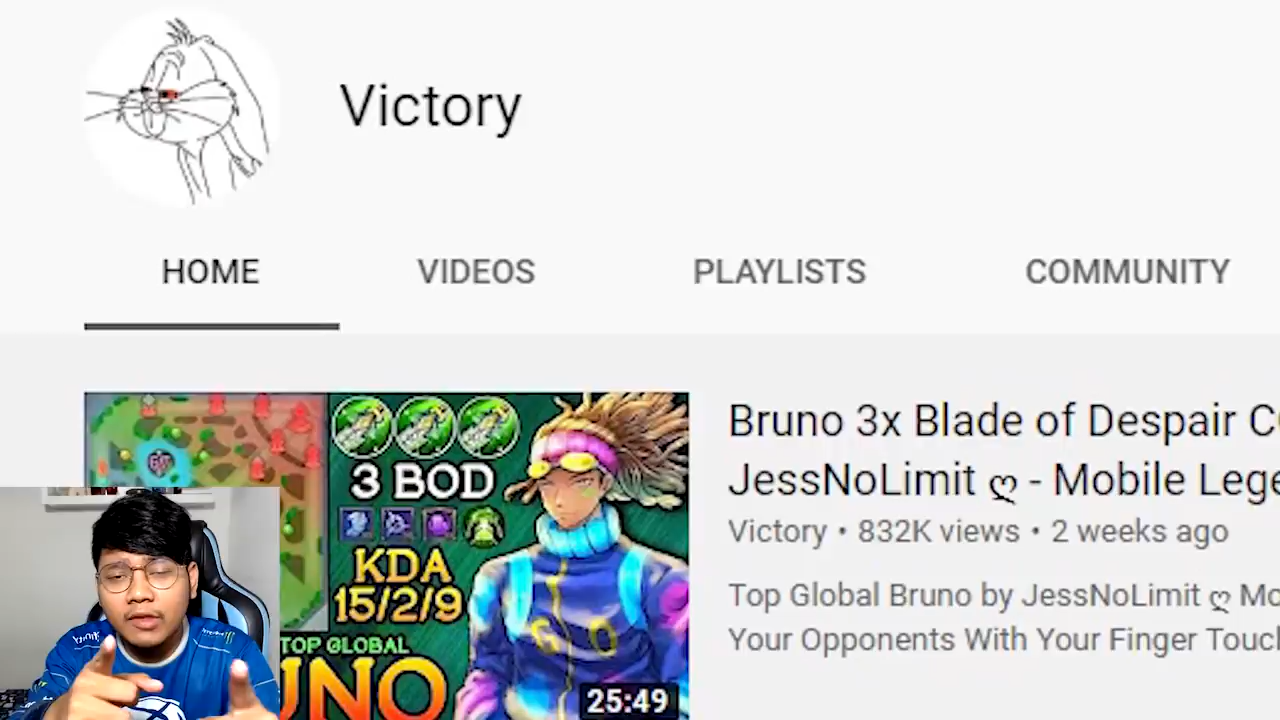 Victory
HOME
VIDEOS
PLAYLISTS
COMMUNITY
3 BOD
KDA
15/2/9
TOP GLOBAL
UNO
GO
25:49
Bruno 3x Blade of Despair
JessNoLimit ღ - Mobile Lege
Victory • 832K views • 2 weeks ago
Top Global Bruno by JessNoLimit ღ Mo
Your Opponents With Your Finger Touc